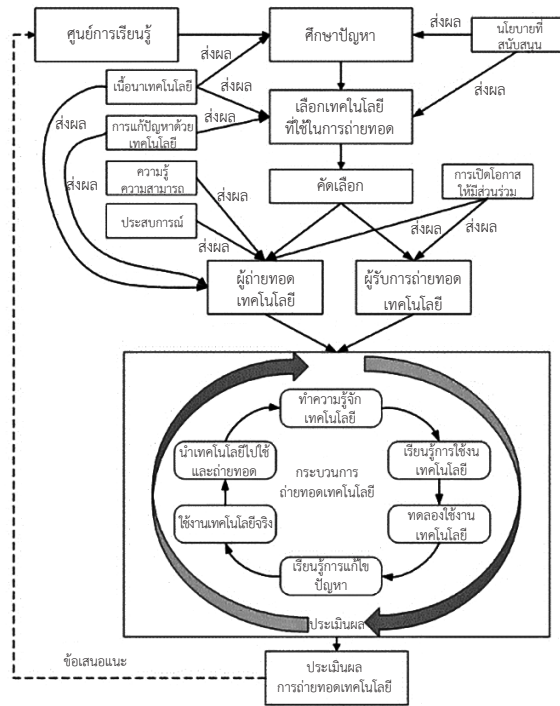 ศูนย์การเรียนรู้
ส่งผล
ศึกษาปัญหา
ส่งผล
นโยบายที่
สนับสนุน
เนื้อนาเทคโนโลยี
ส่งผล
ส่งผล
เลือกเทคโนโลยี
ที่ใช้ในการถ่ายทอด
ส่งผล
ส่งผล
การแก้ปัญหาด้วย
เทคโนโลยี
ส่งผล
ความรู้
ความสามารถ
ส่งผล
ส่งผล
คัดเลือก
การเปิดโอกาส
ให้มีส่วนร่วม
ประสบการณ์
ส่งผล
ส่งผล
ส่งผล
ผู้ถ่ายทอด
เทคโนโลยี
ผู้รับการถ่ายทอด
เทคโนโลยี
ทำความรู้จัก
เทคโนโลยี
นำเทคโนโลยีไปใช้
และถ่ายทอด
กระบวนการ
ถ่ายทอดเทคโนโลยี
เรียนรู้การใช้งน
เทคโนโลยี
ใช้งานเทคโนโลยีจริง
ทดลองใช้งาน
เทคโนโลยี
เรียนรู้การแก้ไข
ปัญหา
ประเมินผล
ข้อเสนอแนะ
ประเมินผล
การถ่ายทอดเทคโนโลยี